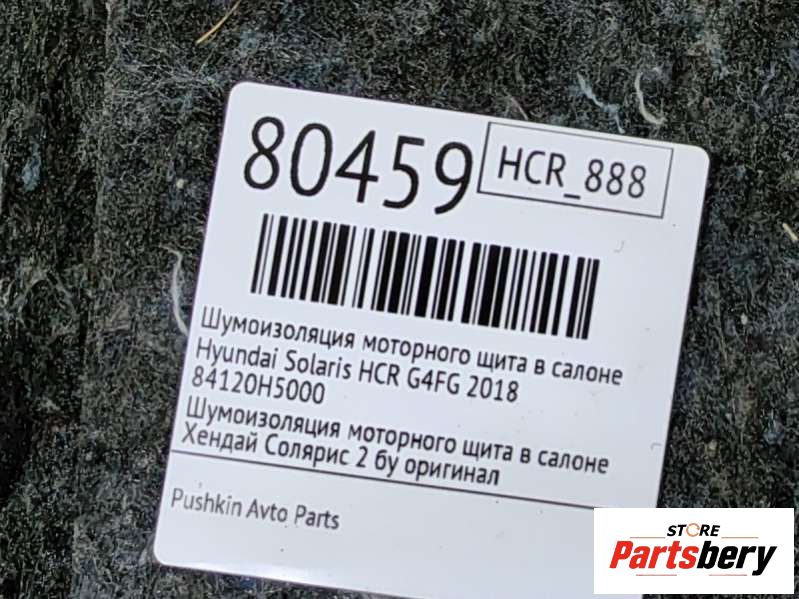 80459
HCR_888
Шумоизоляция моторного щита в салоне
Hyundai Solaris HCR G4FG 2018
84120H5000
Шумоизоляция моторного щита в салоне
Хендай Солярис 2 бу оригинал
Pushkin Avto Parts
STORE
Partsbery